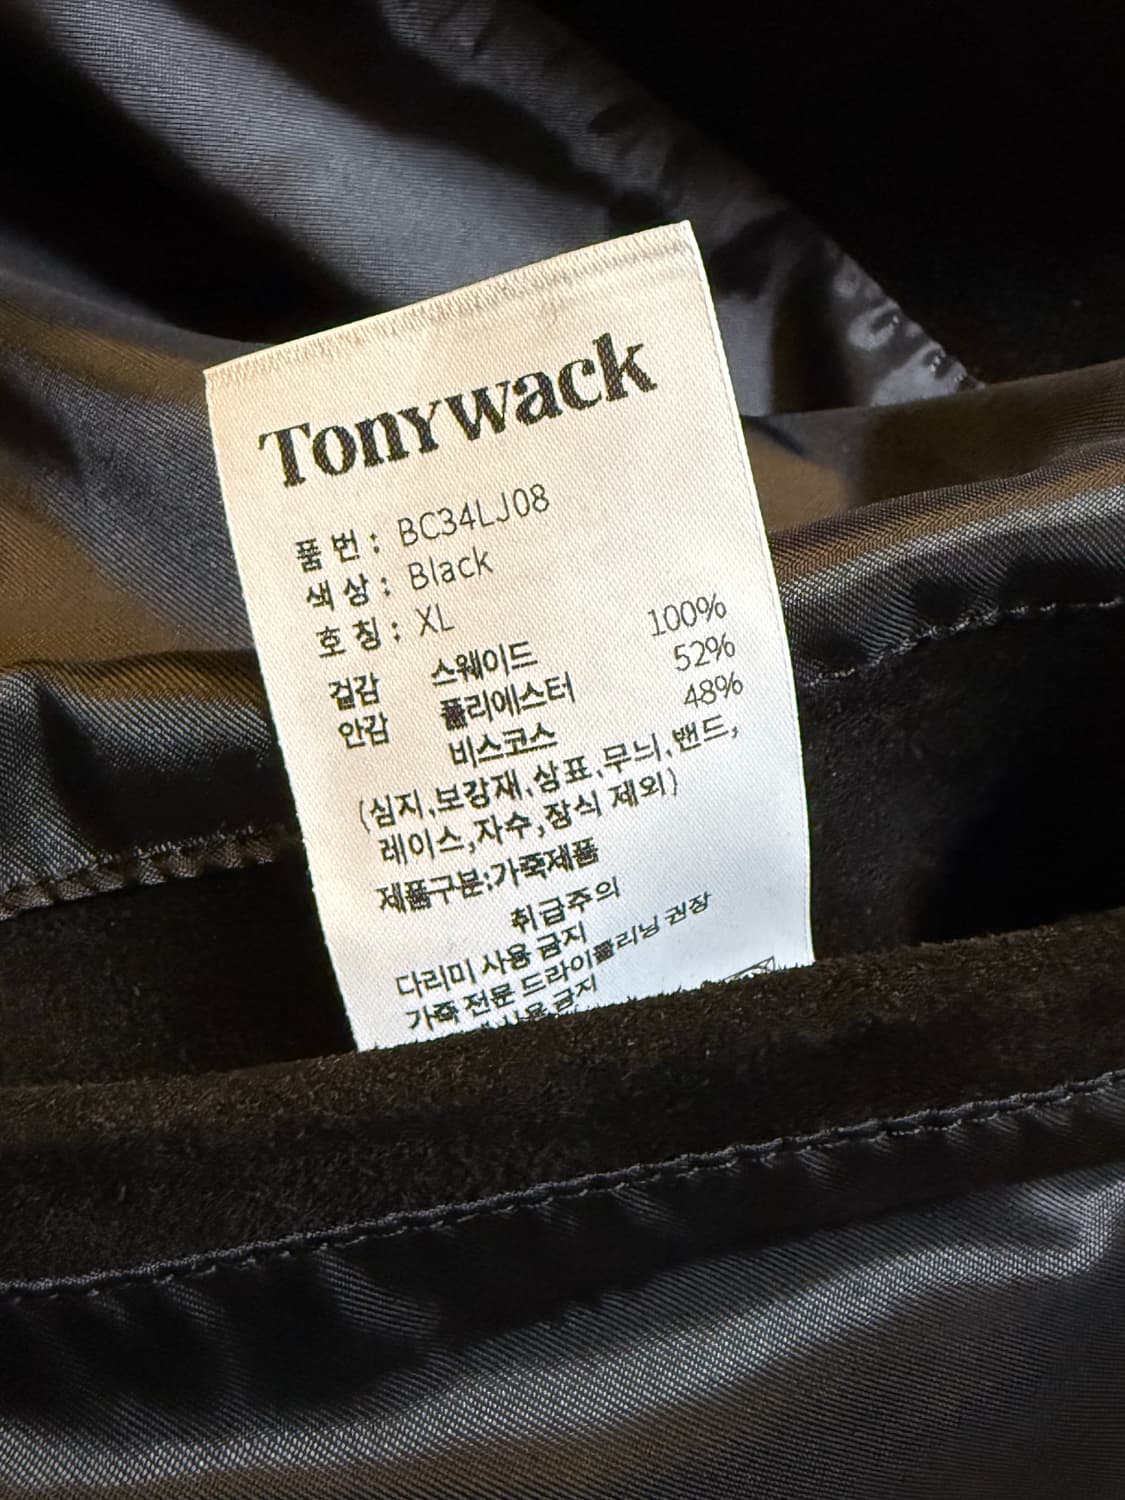 Tonywack
품 번 : BC34LJ08
색 상 : Black
호 칭 : XL
겉감 스웨이드 100%
안감 폴리에스터 52%
비스코스 48%
(심지,보강재,상표,무늬,밴드,
레이스,자수,장식 제외)
제품구분:가죽제품
취급주의
다리미 사용 금지
가죽 전문 드라이클리닝 권장
사용 금지